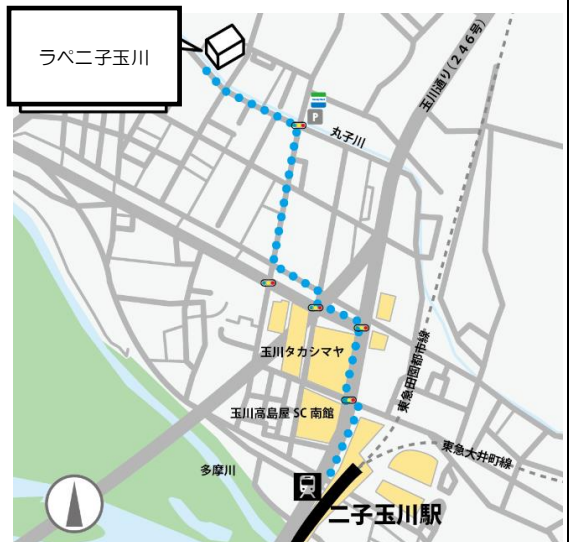 ラペ二子玉川
玉川通り(246号)
P
丸子川
玉川タカシマヤ
東急田園都市線
玉川高島屋 SC 南館
東急大井町線
多摩川
二子玉川駅